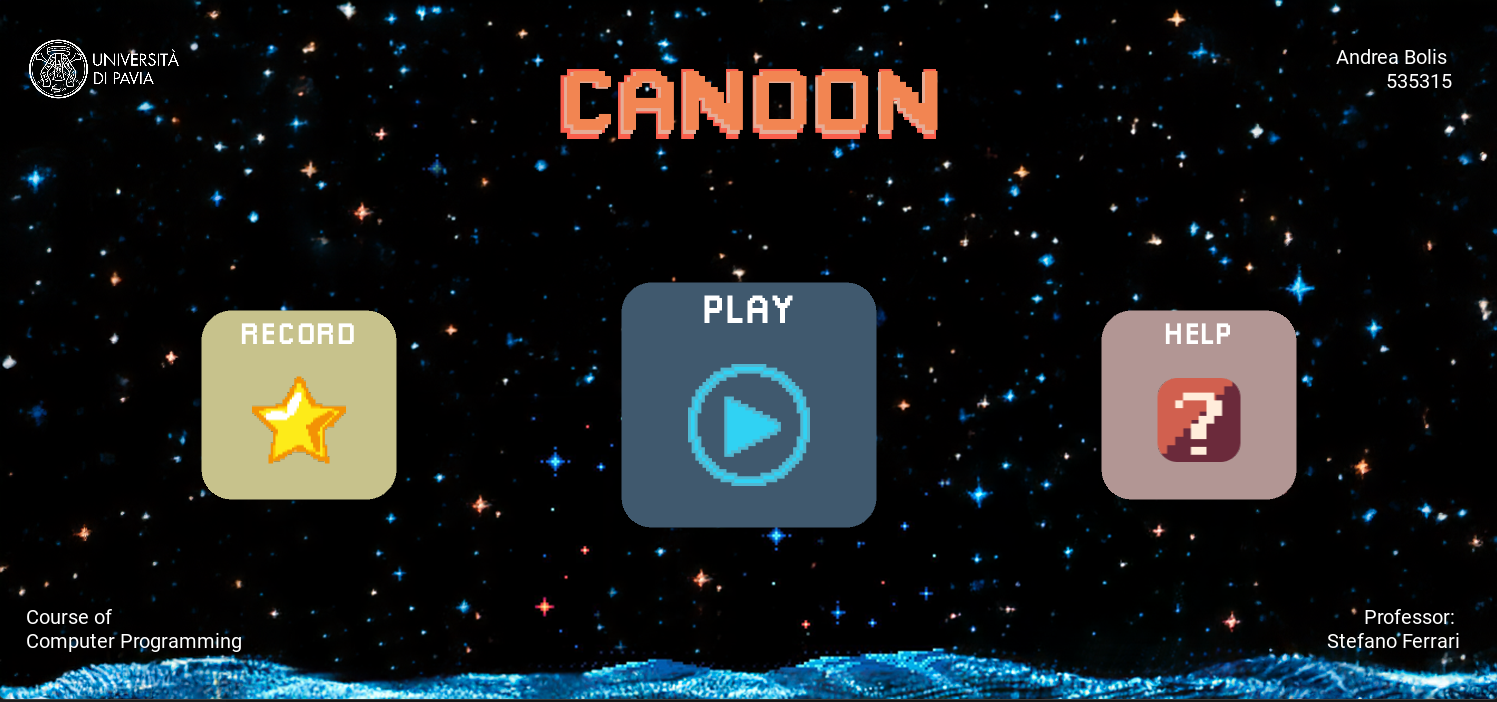 UNIVERSITÀ
DI PAVIA
Andrea Bolis
535315
CANOON
RECORD
PLAY
HELP
?
Course of
Computer Programming
Professor:
Stefano Ferrari